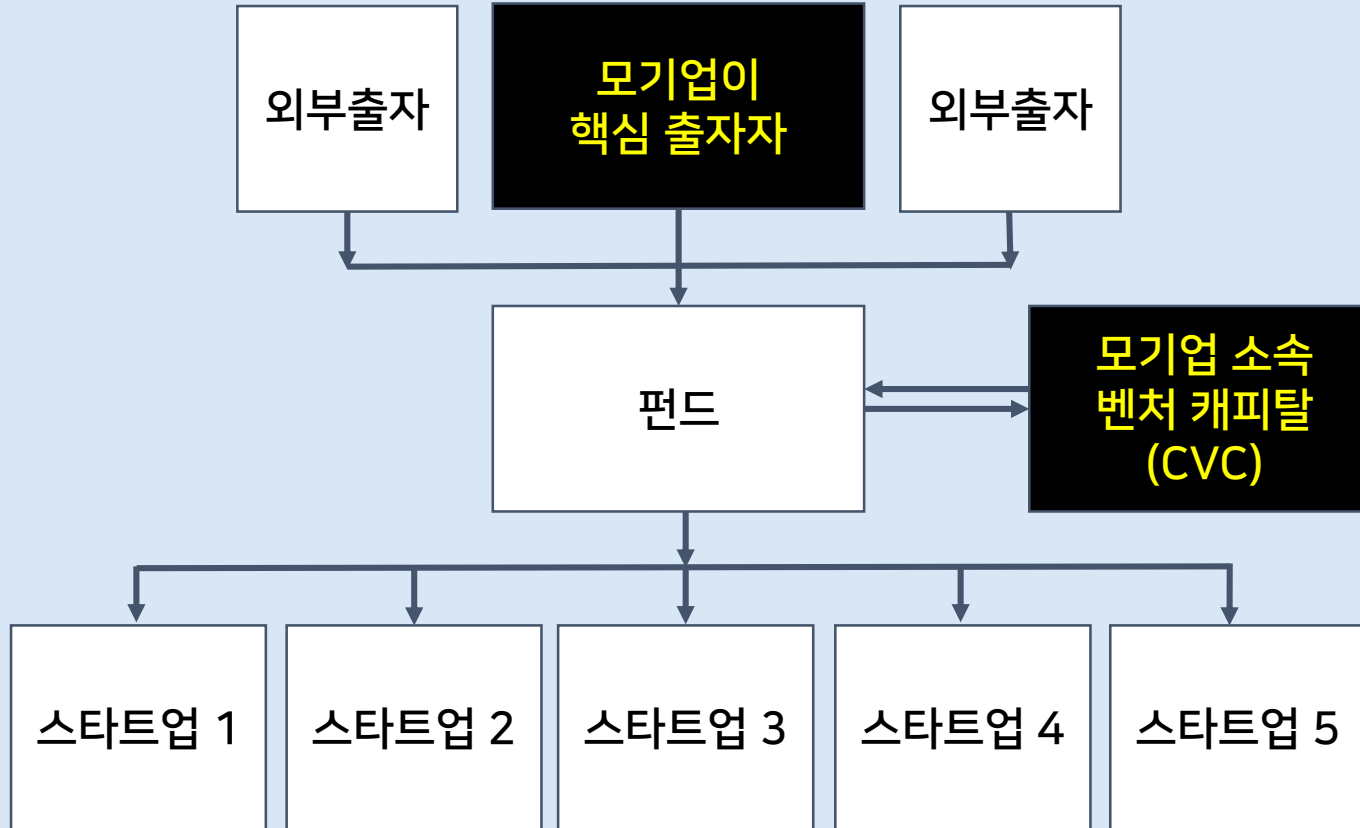 외부출자
모기업이
핵심 출자자
외부출자
펀드
모기업 소속
벤처 캐피탈
(CVC)
스타트업 1
스타트업 2
스타트업 3
스타트업 4
스타트업 5